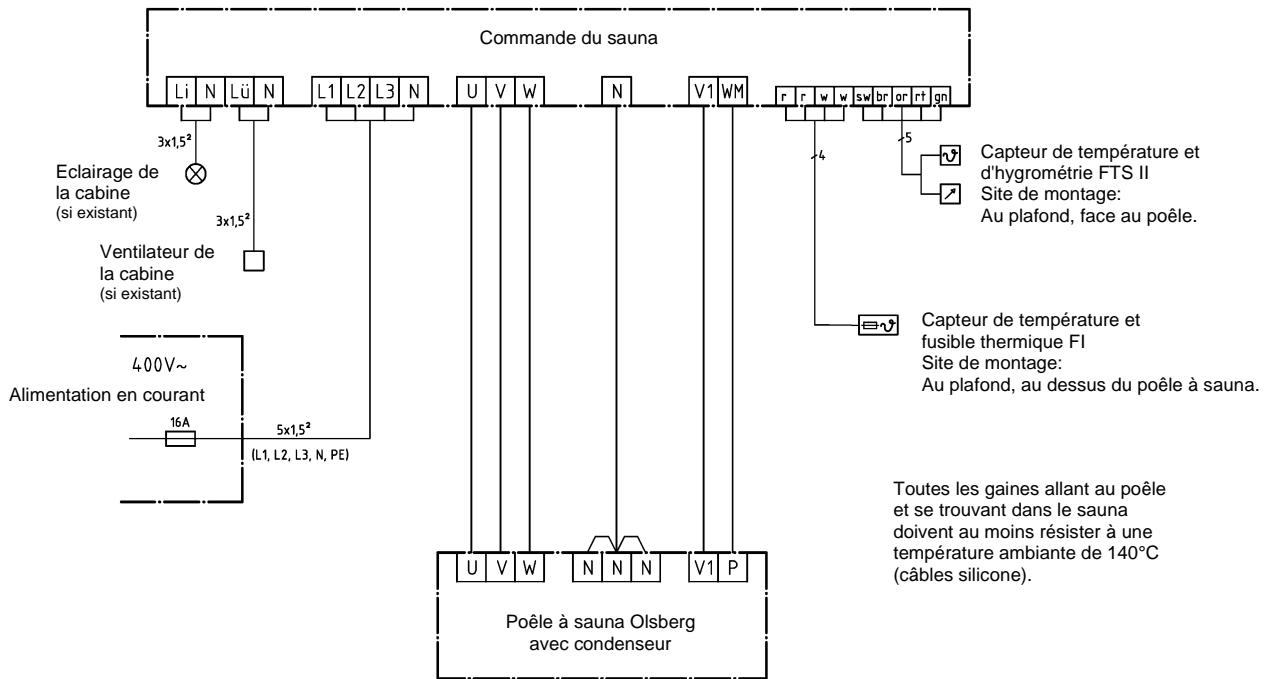 Commande du sauna
Li N Lü N L1 L2 L3 N U V W N V1 WM r r w w sw br or rt gn
3x1,5²
Eclairage de
la cabine
(si existant)
3x1,5²
Ventilateur de
la cabine
(si existant)
4
5
Capteur de température et
d'hygrométrie FTS II
Site de montage:
Au plafond, face au poêle.
Capteur de température et
fusible thermique FI
Site de montage:
Au plafond, au dessus du poêle à sauna.
400V~
Alimentation en courant
16A
5x1,5²
(L1, L2, L3, N, PE)
Toutes les gaines allant au poêle
et se trouvant dans le sauna
doivent au moins résister à une
température ambiante de 140°C
(câbles silicone).
U V W N N N V1 P
Poêle à sauna Olsberg
avec condenseur